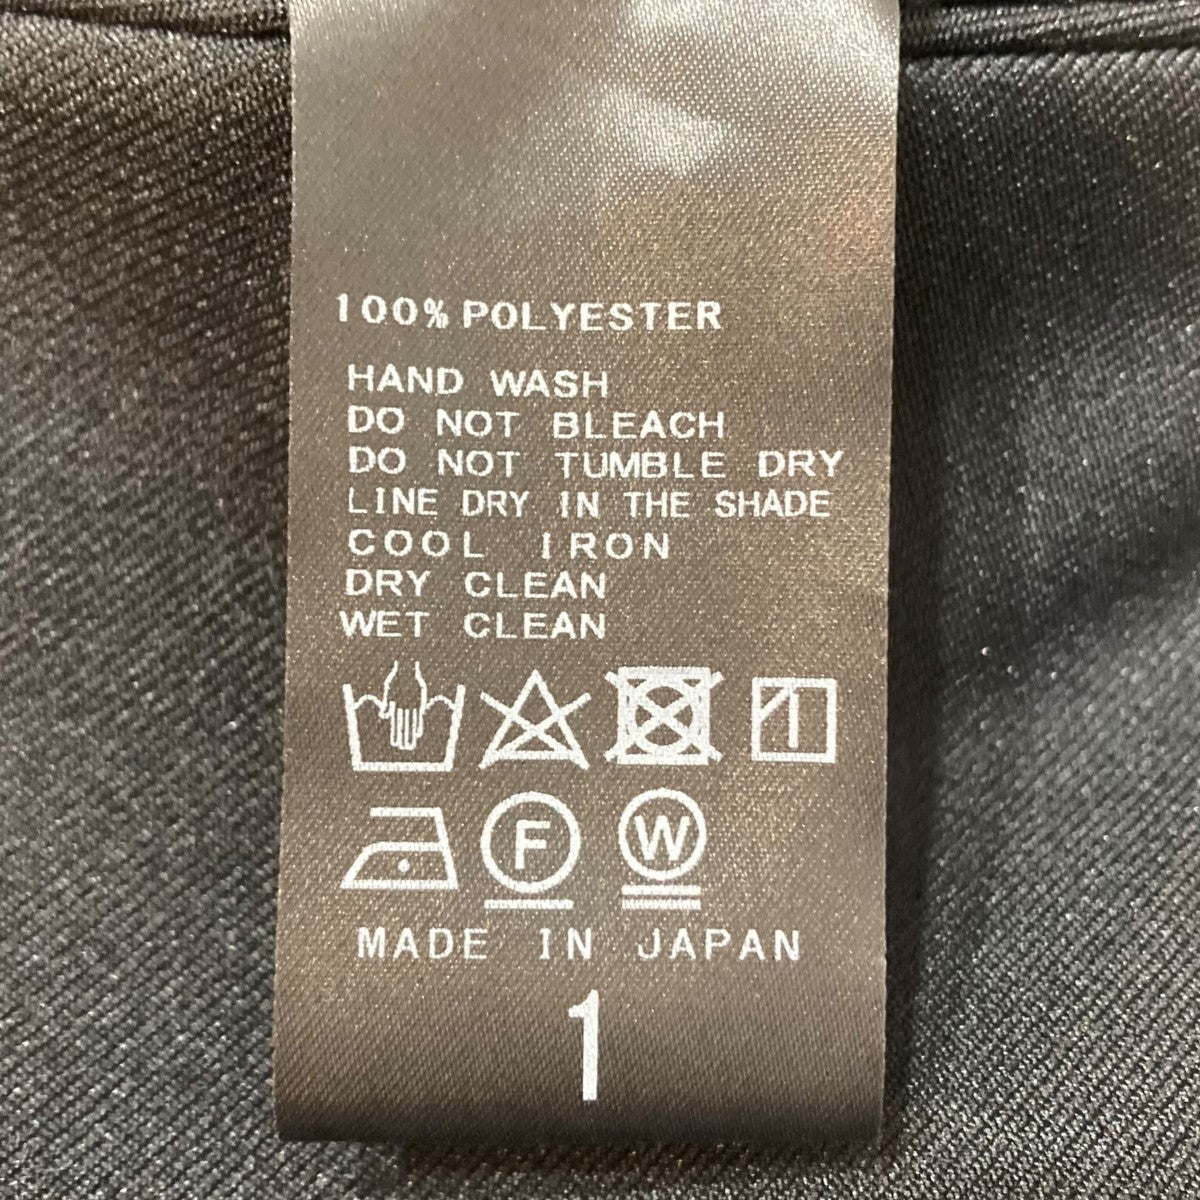 100% POLYESTER
HAND WASH
DO NOT BLEACH
DO NOT TUMBLE DRY
LINE DRY IN THE SHADE
COOL IRON
DRY CLEAN
WET CLEAN
F W
MADE IN JAPAN
1